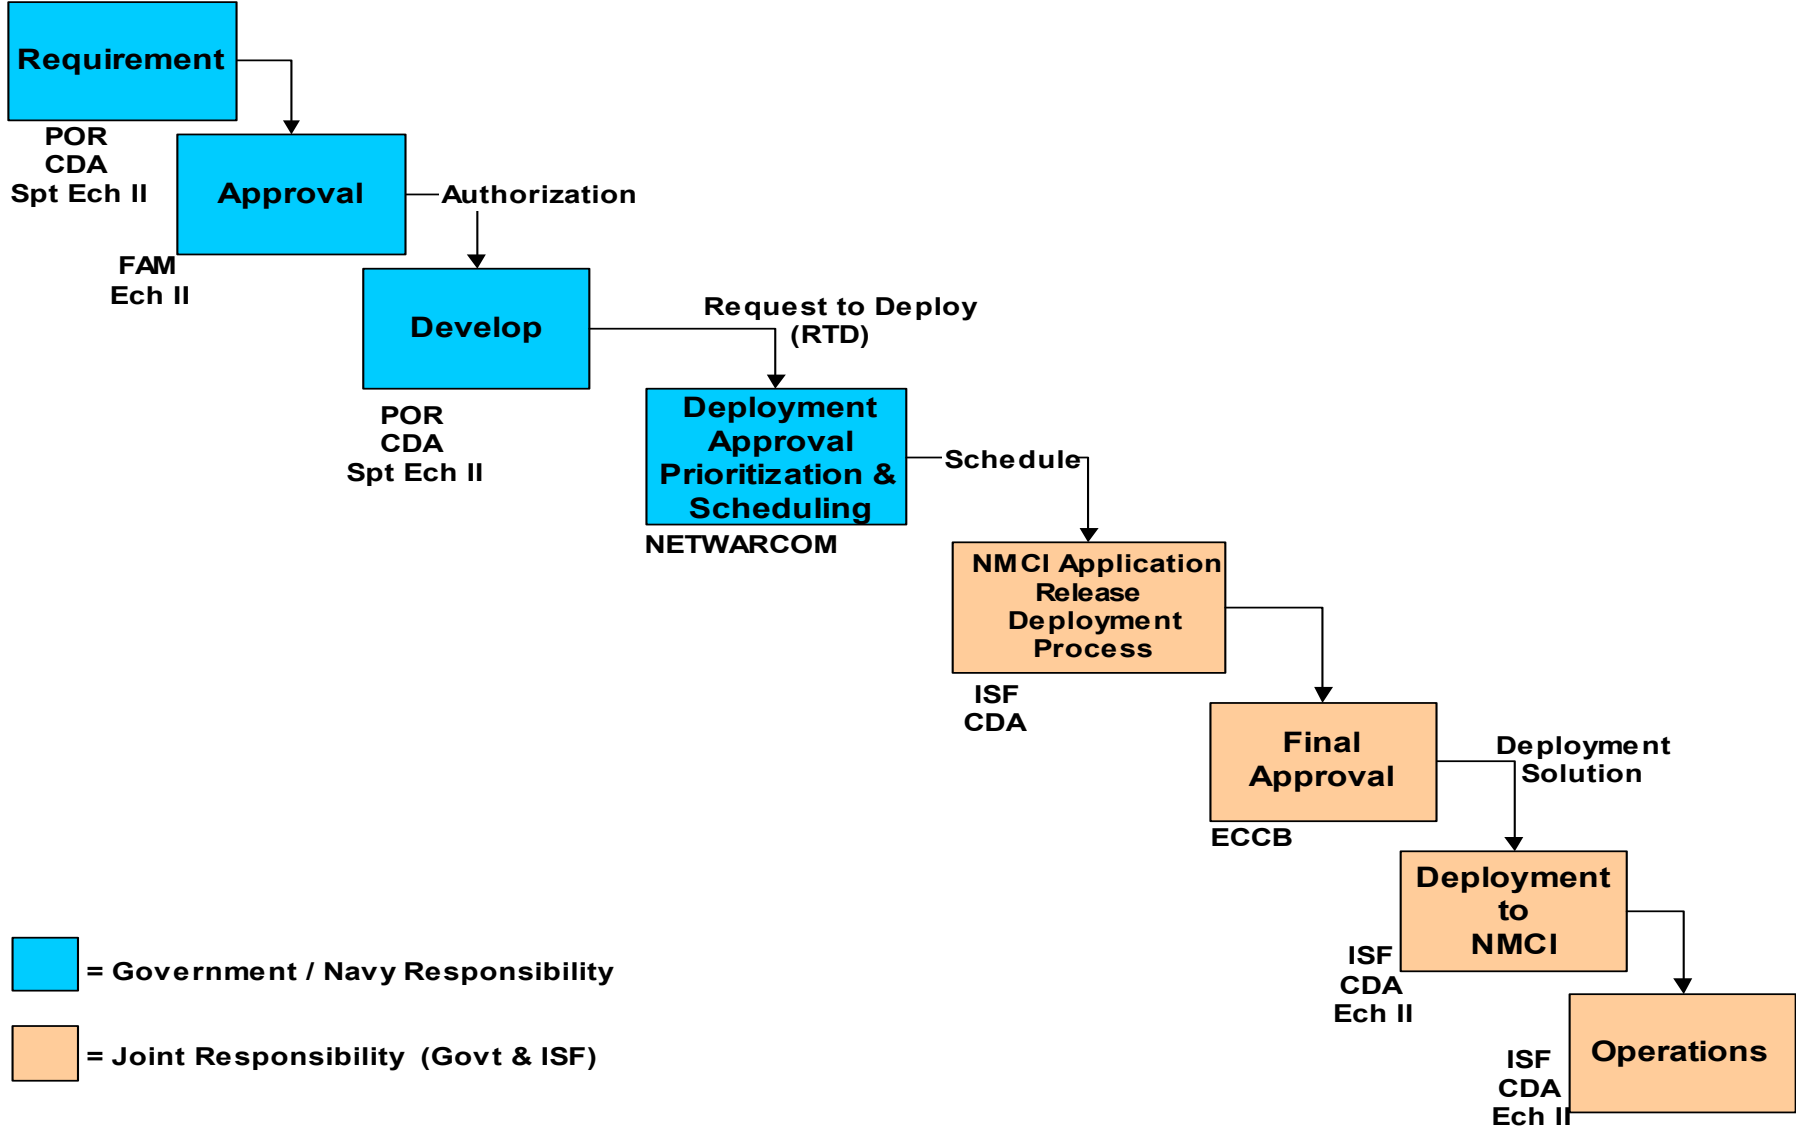 Requirement
POR
CDA
Spt Ech II
Approval
Authorization
FAM
Ech II
Develop
Request to Deploy
(RTD)
POR
CDA
Spt Ech II
Deployment
Approval
Prioritization &
Scheduling
Schedule
NETWARCOM
NMCI Application
Release
Deployment
Process
ISF
CDA
Final
Approval
Deployment
Solution
ECCB
Deployment
to
NMCI
ISF
CDA
Ech II
Operations
ISF
CDA
Ech II
= Government / Navy Responsibility
= Joint Responsibility (Govt & ISF)